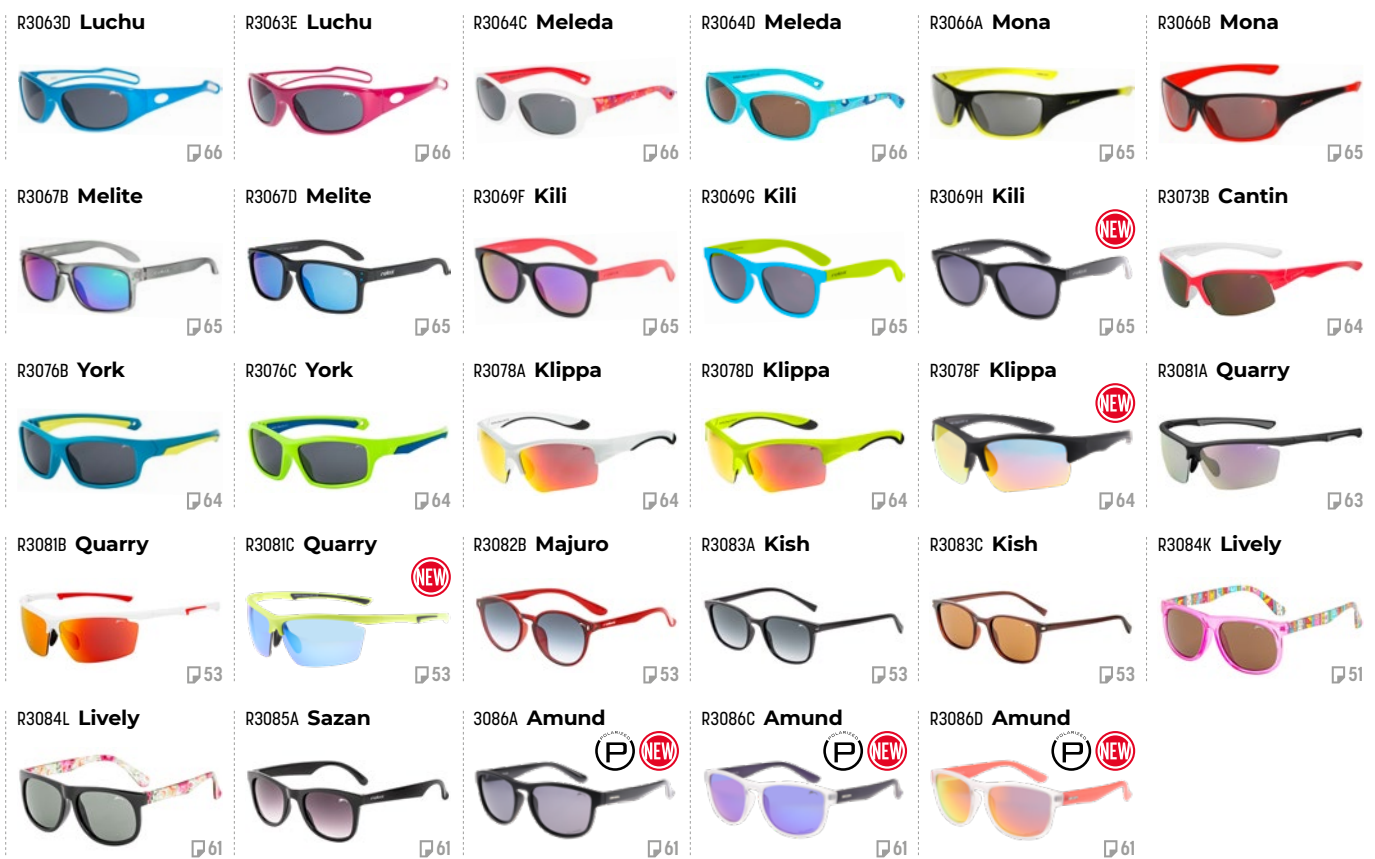 R3063D Luchu
66
R3063E Luchu
66
R3064C Meleda
66
R3064D Meleda
66
R3066A Mona
65
R3066B Mona
65
R3067B Melite
65
R3067D Melite
65
R3069F Kili
65
R3069G Kili
65
R3069H Kili
NEW
65
R3073B Cantin
64
R3076B York
64
R3076C York
64
R3078A Klippa
64
R3078D Klippa
64
R3078F Klippa
NEW
64
R3081A Quarry
63
R3081B Quarry
53
R3081C Quarry
NEW
53
R3082B Majuro
53
R3083A Kish
53
R3083C Kish
53
R3084K Lively
51
R3084L Lively
61
R3085A Sazan
61
3086A Amund
POLARIZED
P
NEW
61
R3086C Amund
POLARIZED
P
NEW
61
R3086D Amund
POLARIZED
P
NEW
61